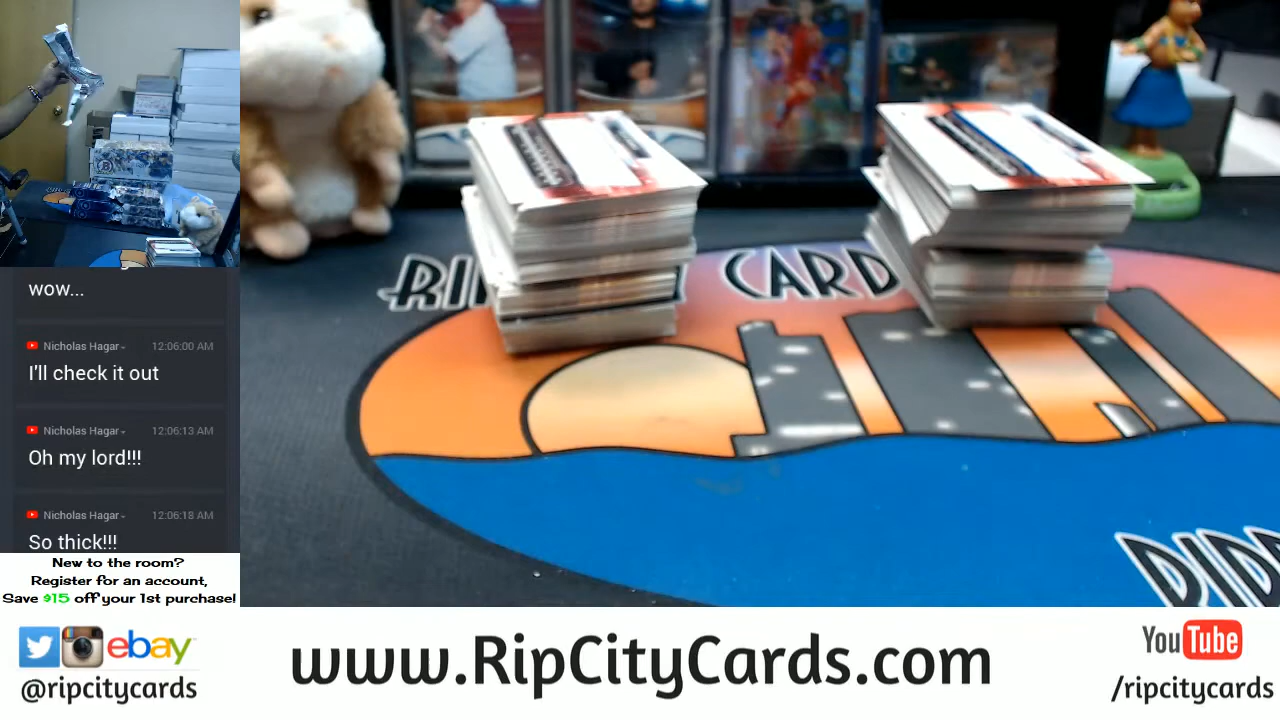 wow...
Nicholas Hagar 12:06:00 AM
I'll check it out
Nicholas Hagar 12:06:13 AM
Oh my lord!!!
Nicholas Hagar 12:06:18 AM
So thick!!!
New to the room?
Register for an account,
Save $15 off your 1st purchase!
CARD
ebay
@ripcitycards
www.RipCityCards.com
YouTube
/ripcitycards